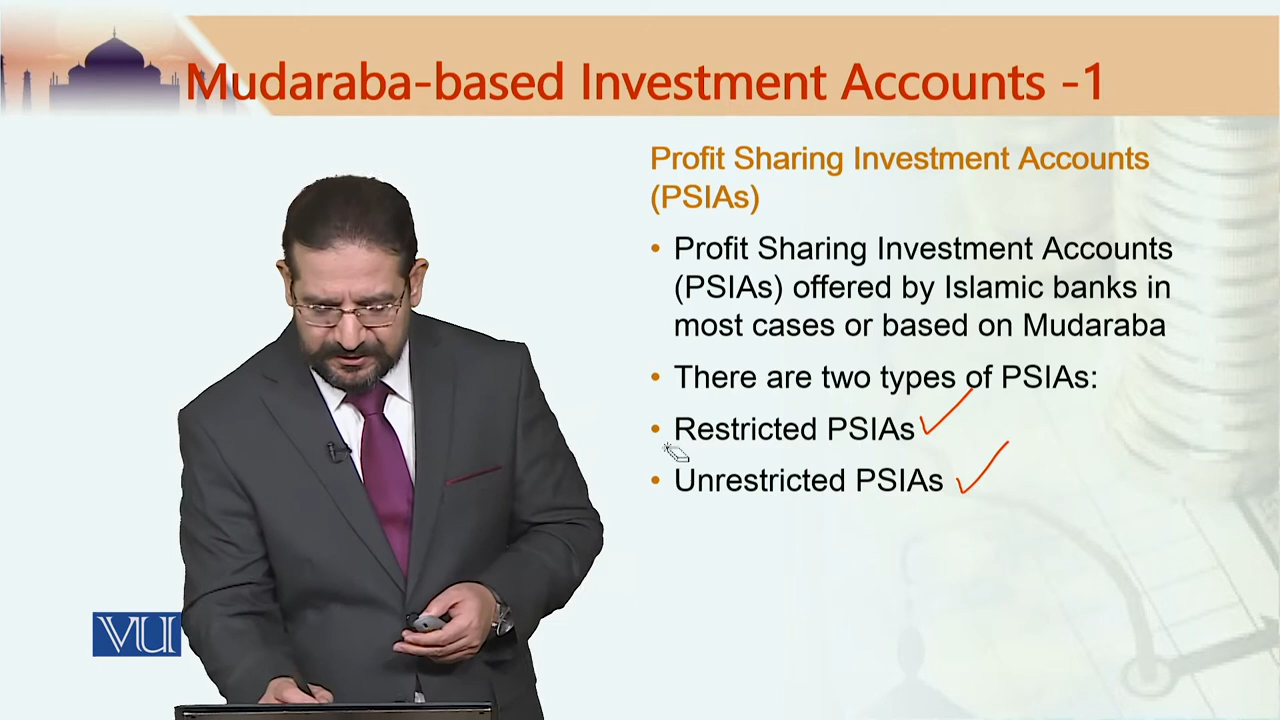 Mudaraba-based Investment Accounts -1
Profit Sharing Investment Accounts
(PSIAs)
• Profit Sharing Investment Accounts
(PSIAs) offered by Islamic banks in
most cases or based on Mudaraba
• There are two types of PSIAs:
• Restricted PSIAs
• Unrestricted PSIAs
VU